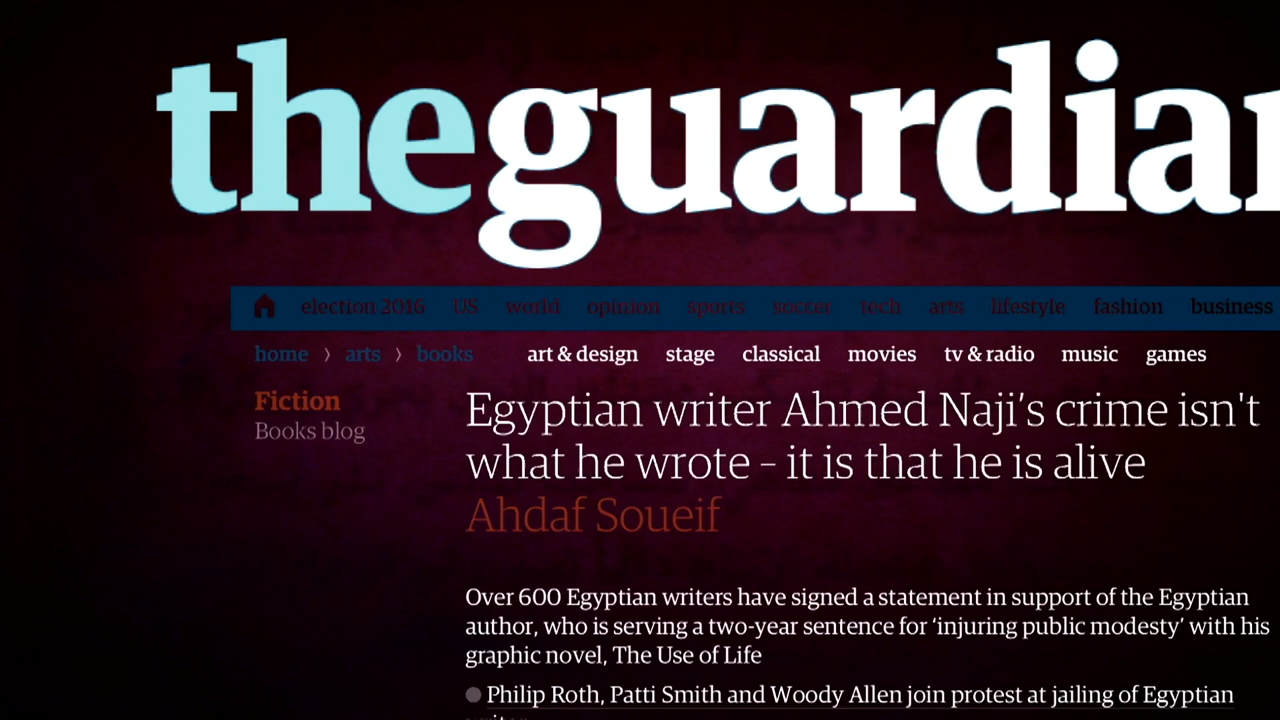 theguardian
election 2016 US world opinion sports soccer tech arts lifestyle fashion business
home › arts › books art & design stage classical movies tv & radio music games
Fiction
Books blog
Egyptian writer Ahmed Naji’s crime isn't
what he wrote – it is that he is alive
Ahdaf Soueif
Over 600 Egyptian writers have signed a statement in support of the Egyptian
author, who is serving a two-year sentence for ‘injuring public modesty’ with his
graphic novel, The Use of Life
Philip Roth, Patti Smith and Woody Allen join protest at jailing of Egyptian